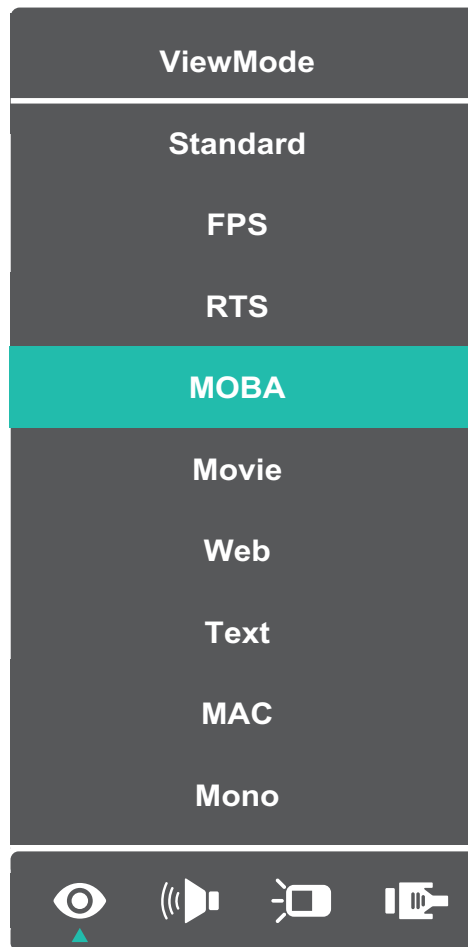 ViewMode
Standard
FPS
RTS
MOBA
Movie
Web
Text
MAC
Mono